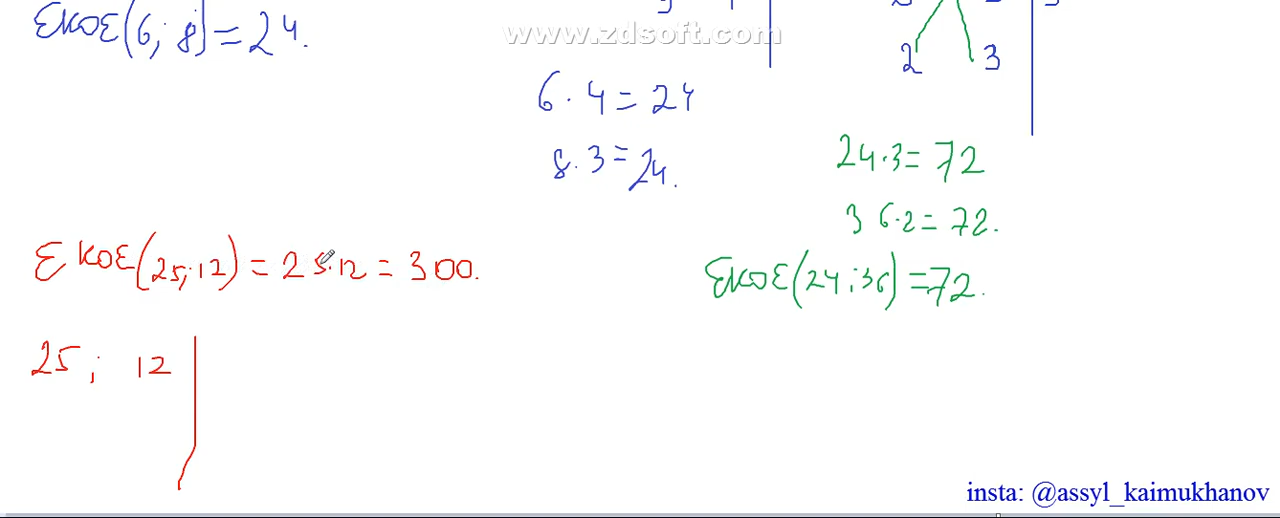 ЕКОЕ(6; 8)=24.
www.zdsoft.com
2 3
6·4=24
8·3=24.
24·3=72
36·2=72.
ЕКОЕ(25;12)=25·12=300.
ЕКОЕ(24;36)=72.
25; 12
insta: @assyl_kaimukhanov